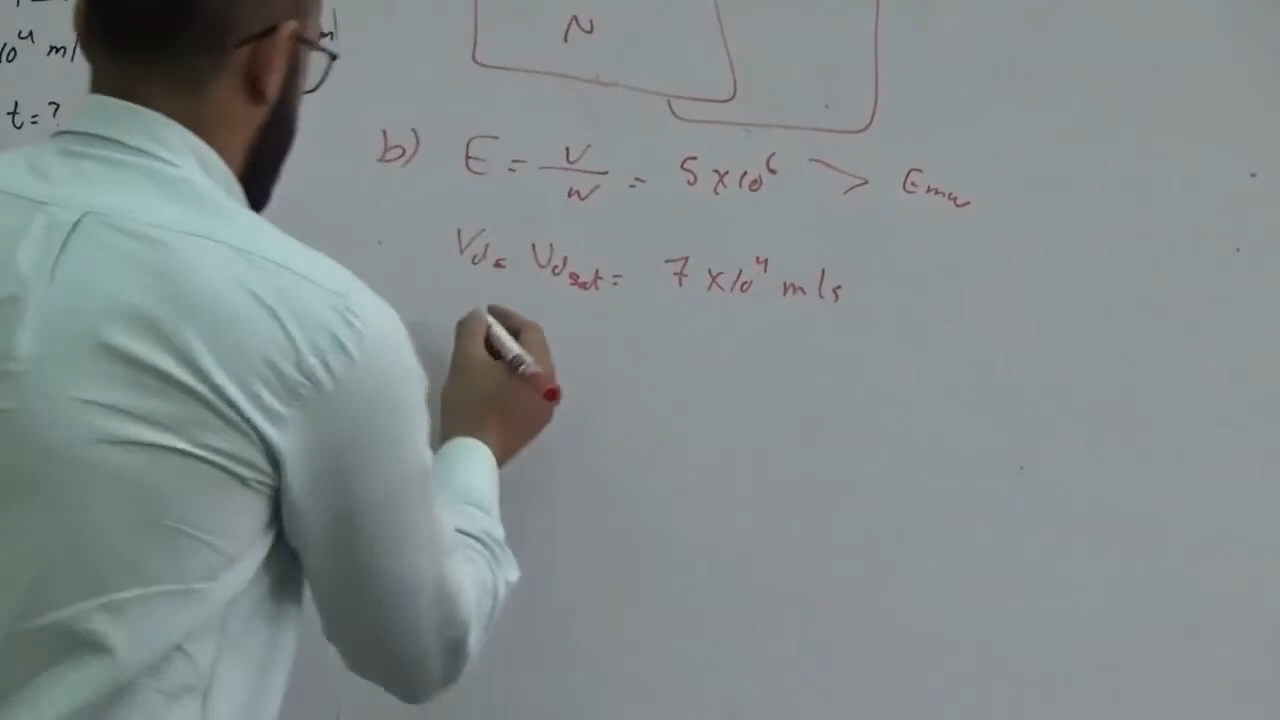 10⁴ m/
t = ?
N
b) E = V/W = 5 x 10⁶ > Emax
Vd = Vdsat = 7 x 10⁴ m/s